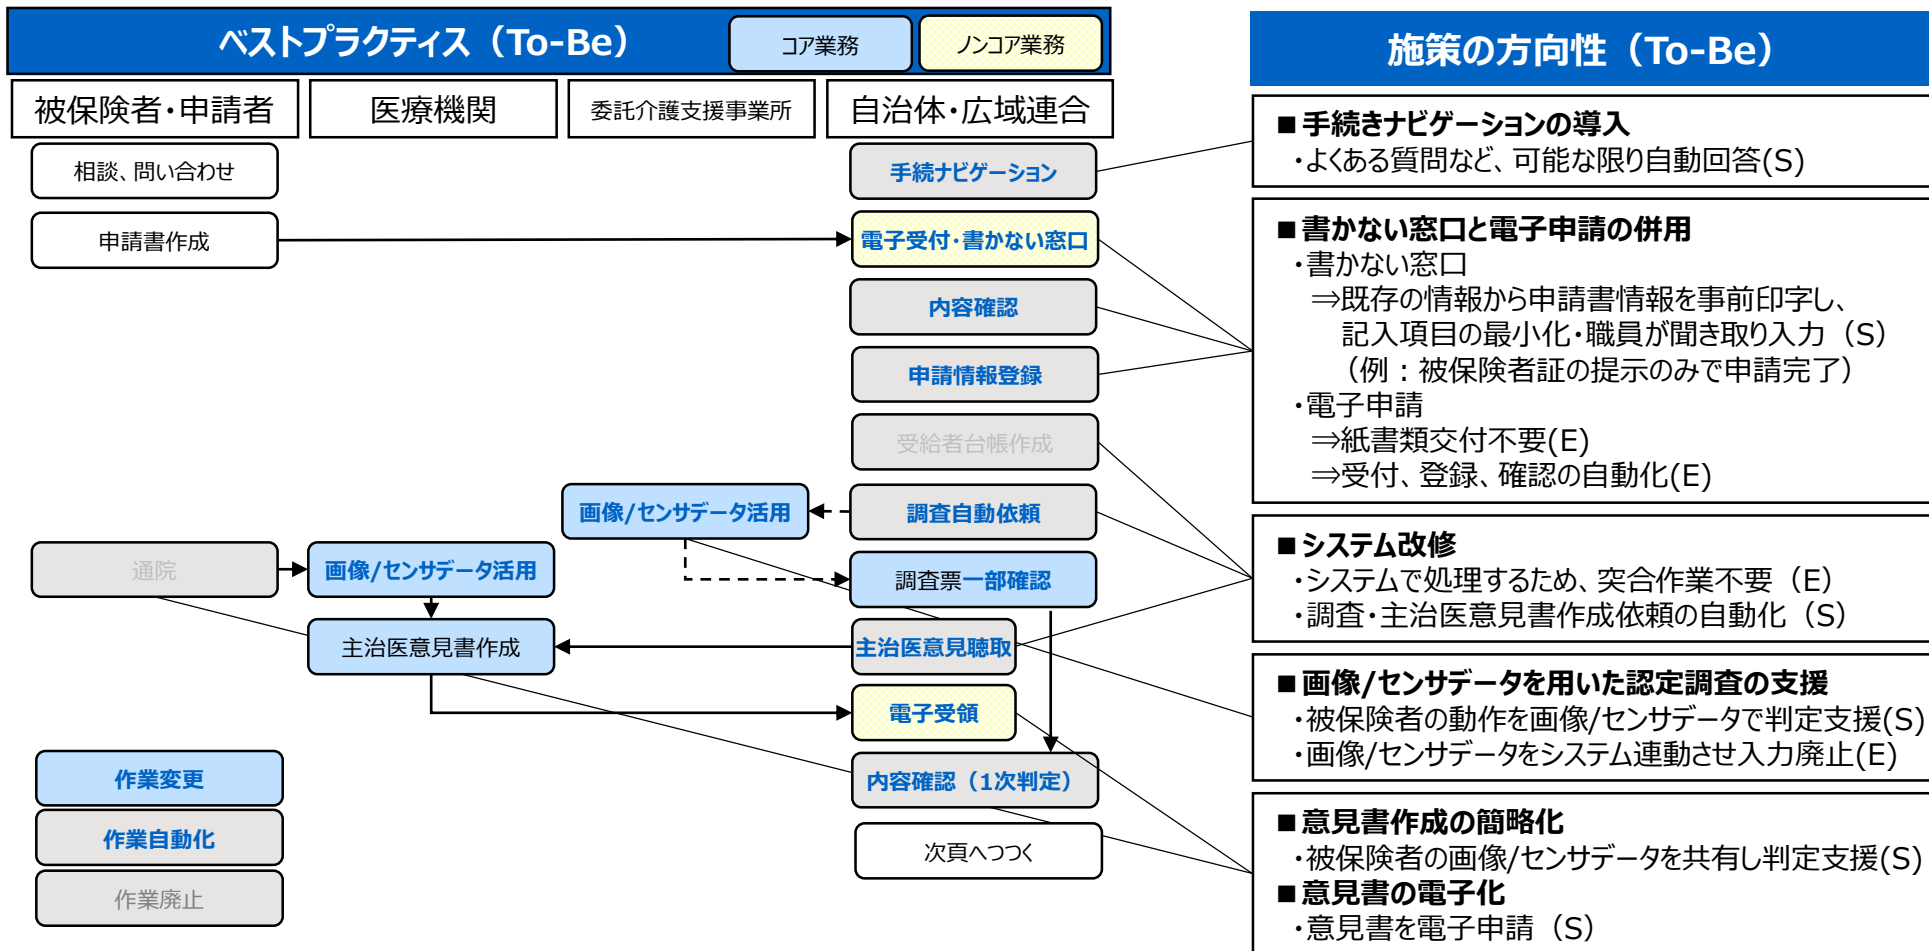 ベストプラクティス（To-Be）
コア業務
ノンコア業務
被保険者・申請者
医療機関
委託介護支援事業所
自治体・広域連合
相談、問い合わせ
手続ナビゲーション
申請書作成
電子受付・書かない窓口
内容確認
申請情報登録
受給者台帳作成
画像/センサデータ活用
調査自動依頼
通院
画像/センサデータ活用
調査票一部確認
主治医意見書作成
主治医意見聴取
電子受領
内容確認（1次判定）
次頁へつづく
作業変更
作業自動化
作業廃止
施策の方向性（To-Be）
■手続きナビゲーションの導入
・よくある質問など、可能な限り自動回答(S)
■書かない窓口と電子申請の併用
・書かない窓口
⇒既存の情報から申請書情報を事前印字し、
記入項目の最小化・職員が聞き取り入力（S）
（例：被保険者証の提示のみで申請完了）
・電子申請
⇒紙書類交付不要(E)
⇒受付、登録、確認の自動化(E)
■システム改修
・システムで処理するため、突合作業不要（E）
・調査・主治医意見書作成依頼の自動化（S）
■画像/センサデータを用いた認定調査の支援
・被保険者の動作を画像/センサデータで判定支援(S)
・画像/センサデータをシステム連動させ入力廃止(E)
■意見書作成の簡略化
・被保険者の画像/センサデータを共有し判定支援(S)
■意見書の電子化
・意見書を電子申請（S）